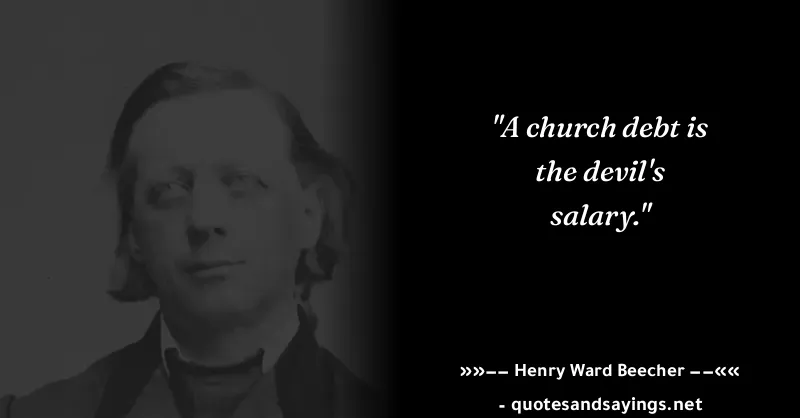 "A church debt is
the devil's
salary."
»»−− Henry Ward Beecher −−««
- quotesandsayings.net